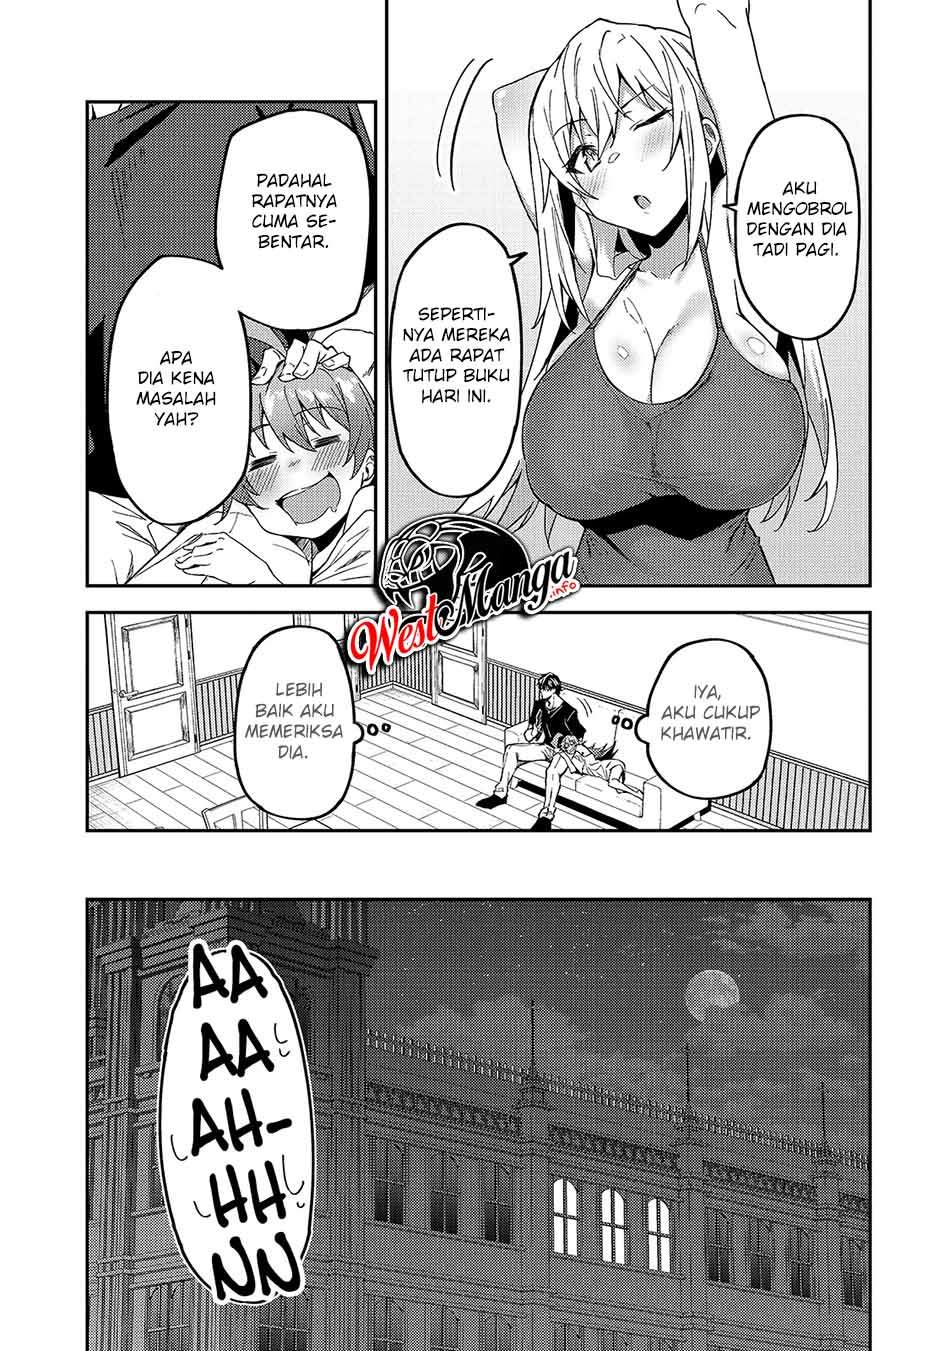 AKU
MENGOBROL
DENGAN DIA
TADI PAGI.
SEPERTI-
NYA MEREKA
ADA RAPAT
TUTUP BUKU
HARI INI.
PADAHAL
RAPATNYA
CUMA SE-
BENTAR.
APA
DIA KENA
MASALAH
YAH?
WESTMANGA
.info
IYA,
AKU CUKUP
KHAWATIR.
LEBIH
BAIK AKU
MEMERIKSA
DIA.
AA
AA
AH-
HH
NN